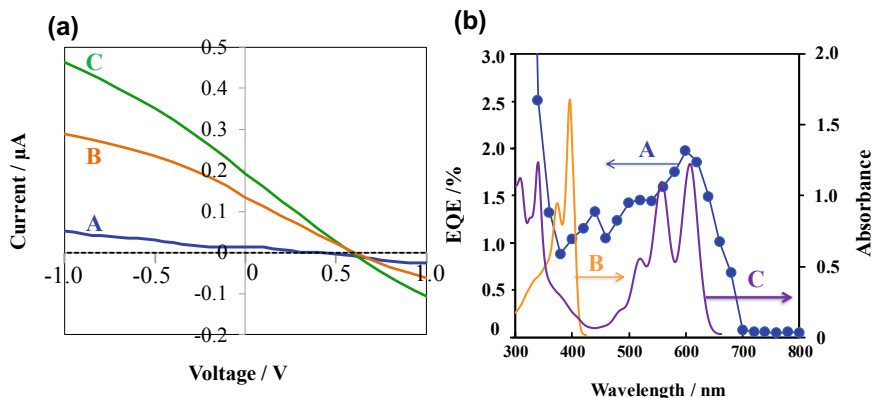 (a)
0.5
0.4
0.3
0.2
0.1
0
-0.1
-0.2
-1.0
-0.5
0
0.5
1.0
C
B
A
Current / µA
Voltage / V
(b)
3.0
2.5
2.0
1.5
1.0
0.5
0
300
400
500
600
700
800
2.0
1.5
1.0
0.5
0
A
B
C
EQE /%
Absorbance
Wavelength / nm